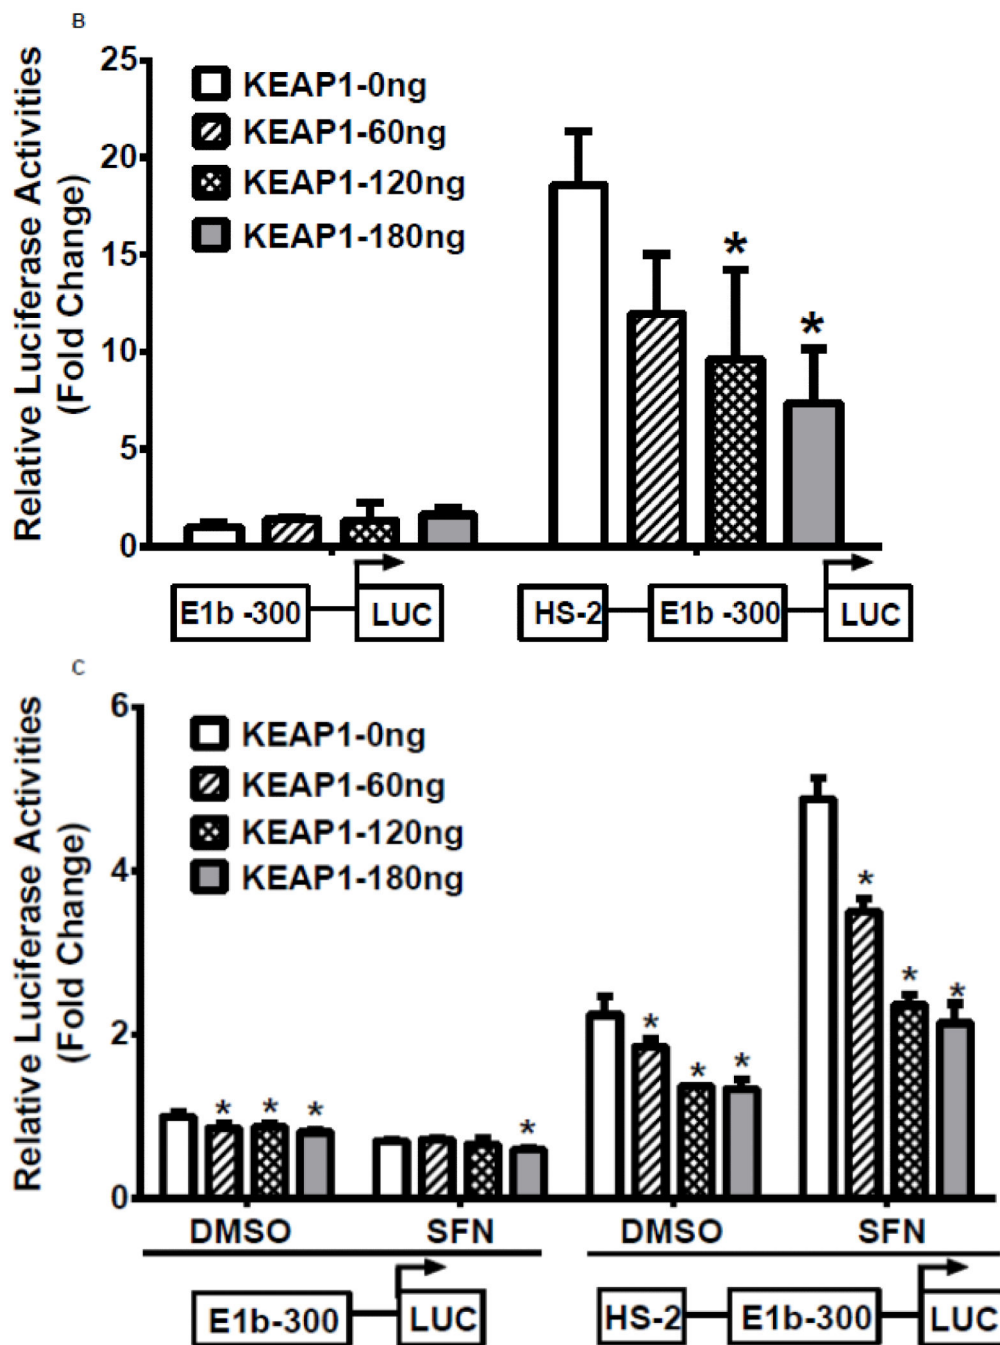 B
Relative Luciferase Activities
(Fold Change)
25
20
15
10
5
0
KEAP1-0ng
KEAP1-60ng
KEAP1-120ng
KEAP1-180ng
*
*
E1b -300
LUC
HS-2
E1b -300
LUC
C
Relative Luciferase Activities
(Fold Change)
6
4
2
0
KEAP1-0ng
KEAP1-60ng
KEAP1-120ng
KEAP1-180ng
* * *
*
* * *
* * *
DMSO
SFN
DMSO
SFN
E1b-300
LUC
HS-2
E1b-300
LUC